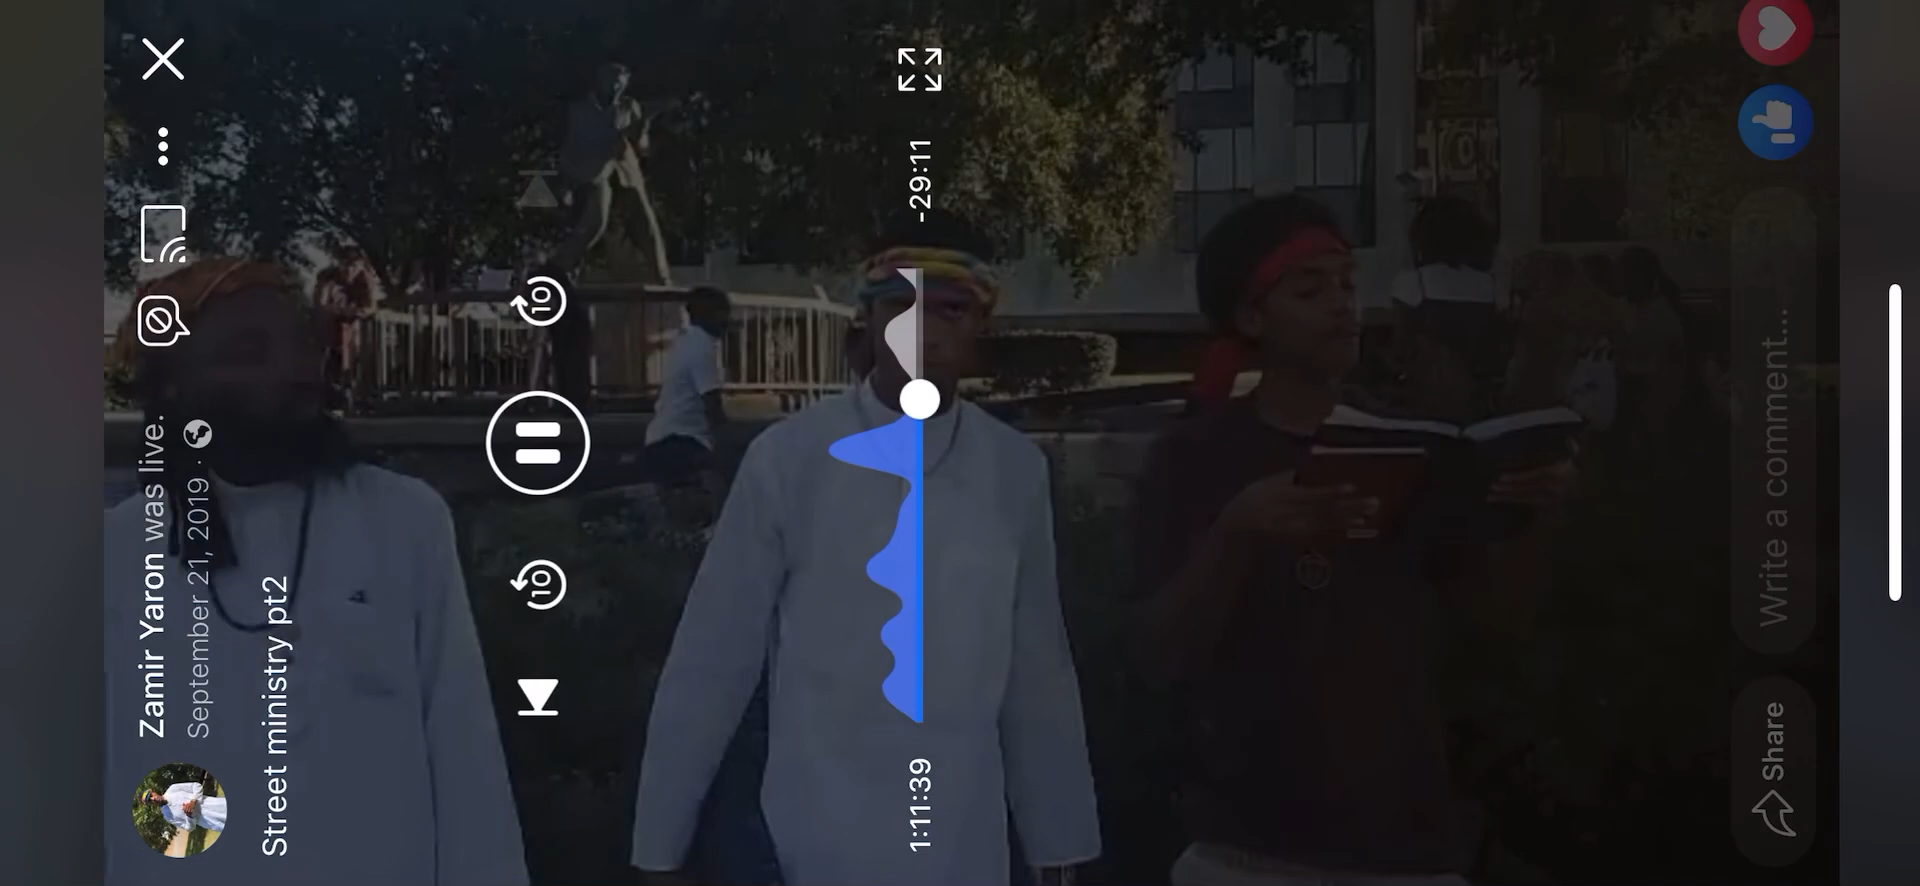 Zamir Yaron was live.
September 21, 2019 ·
Street ministry pt2
10
10
1:11:39
-29:11
Share
Write a comment...